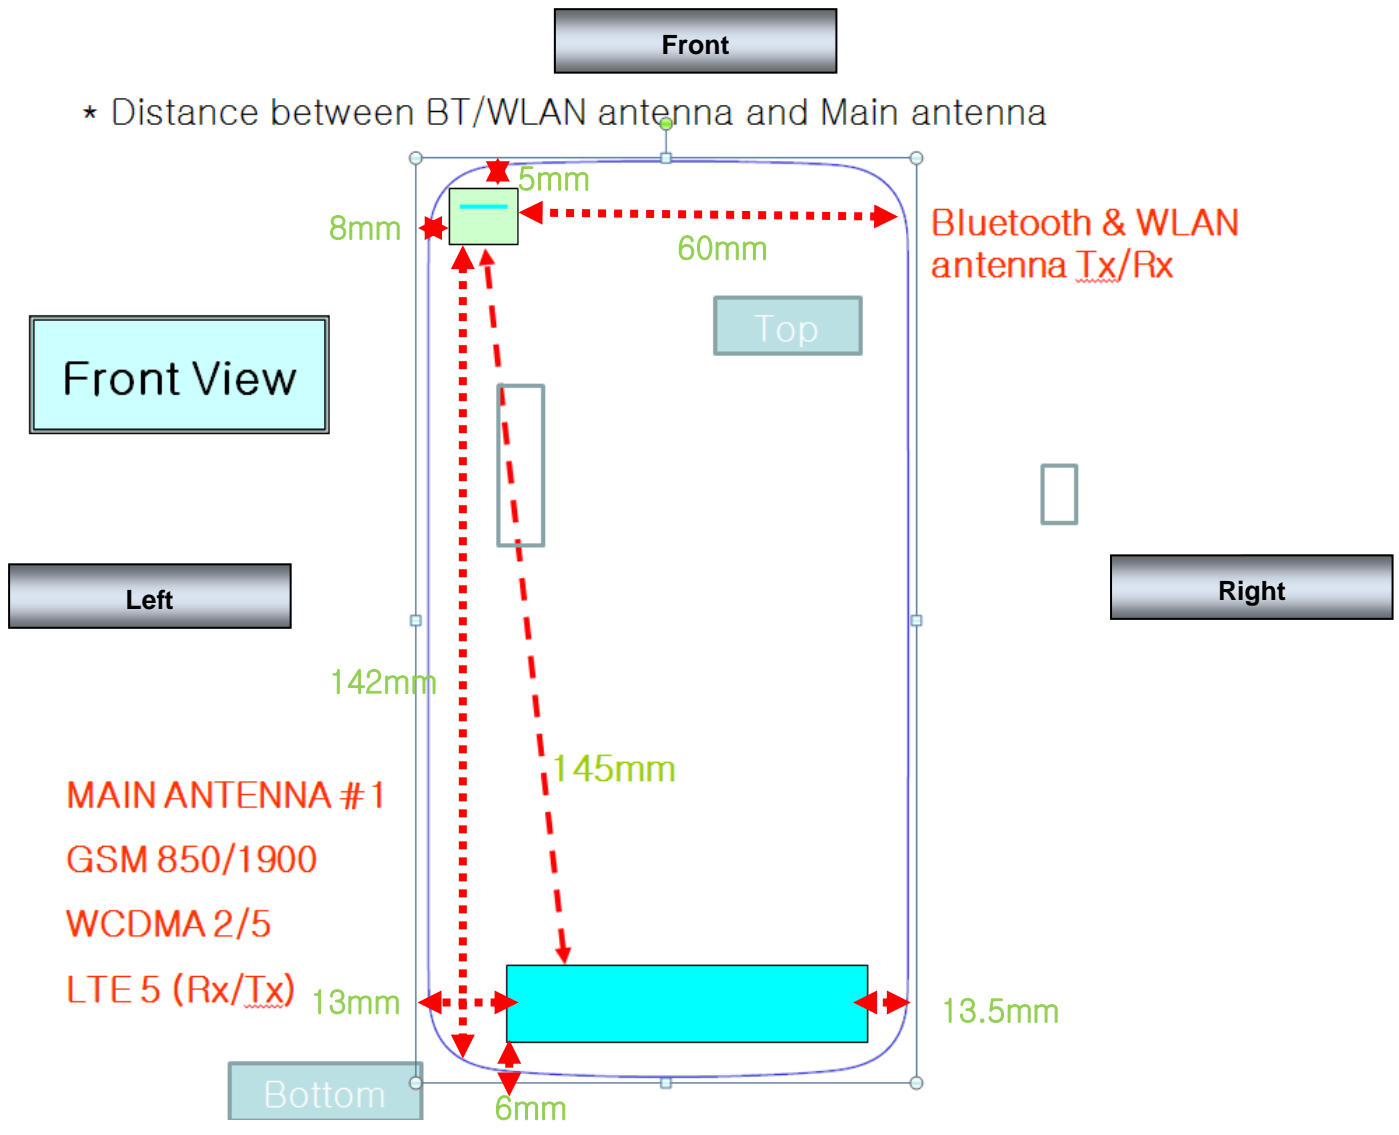 Front
* Distance between BT/WLAN antenna and Main antenna
5mm
8mm
60mm
Bluetooth & WLAN
antenna Tx/Rx
Top
Front View
Left
Right
142mm
145mm
MAIN ANTENNA #1
GSM 850/1900
WCDMA 2/5
LTE 5 (Rx/Tx)
13mm
13.5mm
Bottom
6mm